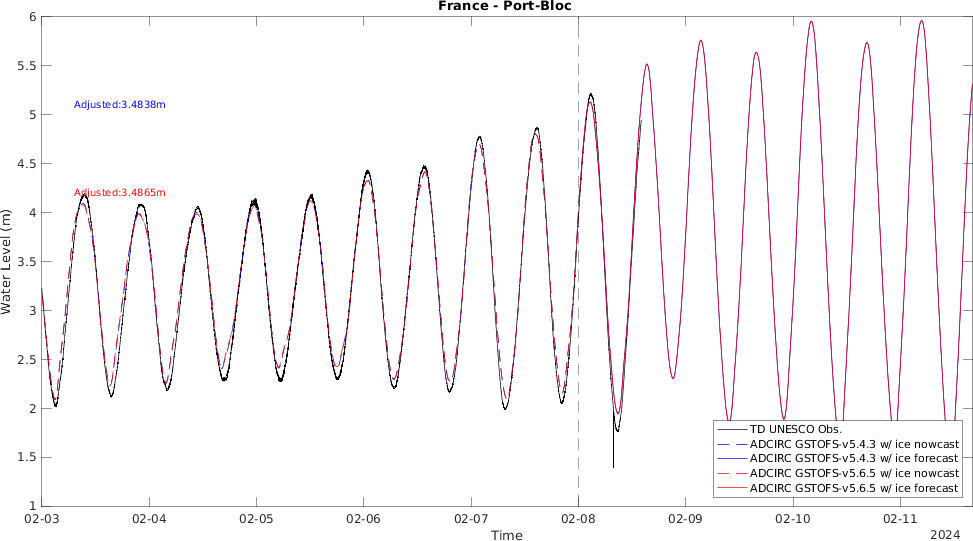 France - Port-Bloc
6
5.5
5
4.5
4
3.5
3
2.5
2
1.5
1
Water Level (m)
Adjusted:3.4838m
Adjusted:3.4865m
TD UNESCO Obs.
ADCIRC GSTOFS-v5.4.3 w/ ice nowcast
ADCIRC GSTOFS-v5.4.3 w/ ice forecast
ADCIRC GSTOFS-v5.6.5 w/ ice nowcast
ADCIRC GSTOFS-v5.6.5 w/ ice forecast
02-03 02-04 02-05 02-06 02-07 02-08 02-09 02-10 02-11
Time
2024